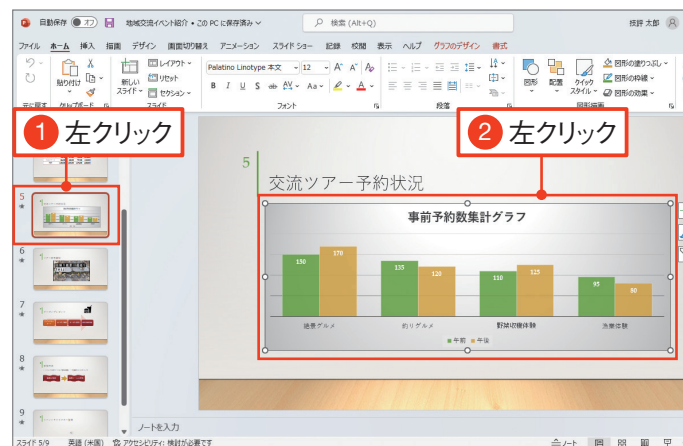 自動保存 オフ 地域交流イベント紹介 • この PC に保存済み 検索 (Alt+Q) 技評 太郎
ファイル ホーム 挿入 描画 デザイン 画面切り替え アニメーション スライド ショー 記録 校閲 表示 ヘルプ グラフのデザイン 書式
貼り付け 新しい スライド レイアウト リセット セクション Palatino Linotype 本文 12 図形 配置 クイック スタイル 図形の塗りつぶし 図形の枠線 図形の効果
元に戻す クリップボード スライド フォント 段落 図形描画
1 左クリック
2 左クリック
5
交流ツアー予約状況
事前予約数集計グラフ
150 170 135 120 110 125 95 80
絶景グルメ 釣りグルメ 野菜収穫体験 漁業体験
午前 午後
5
6
7
8
9
ノートを入力
スライド 5/9 英語 (米国) アクセシビリティ: 検討が必要です ノート